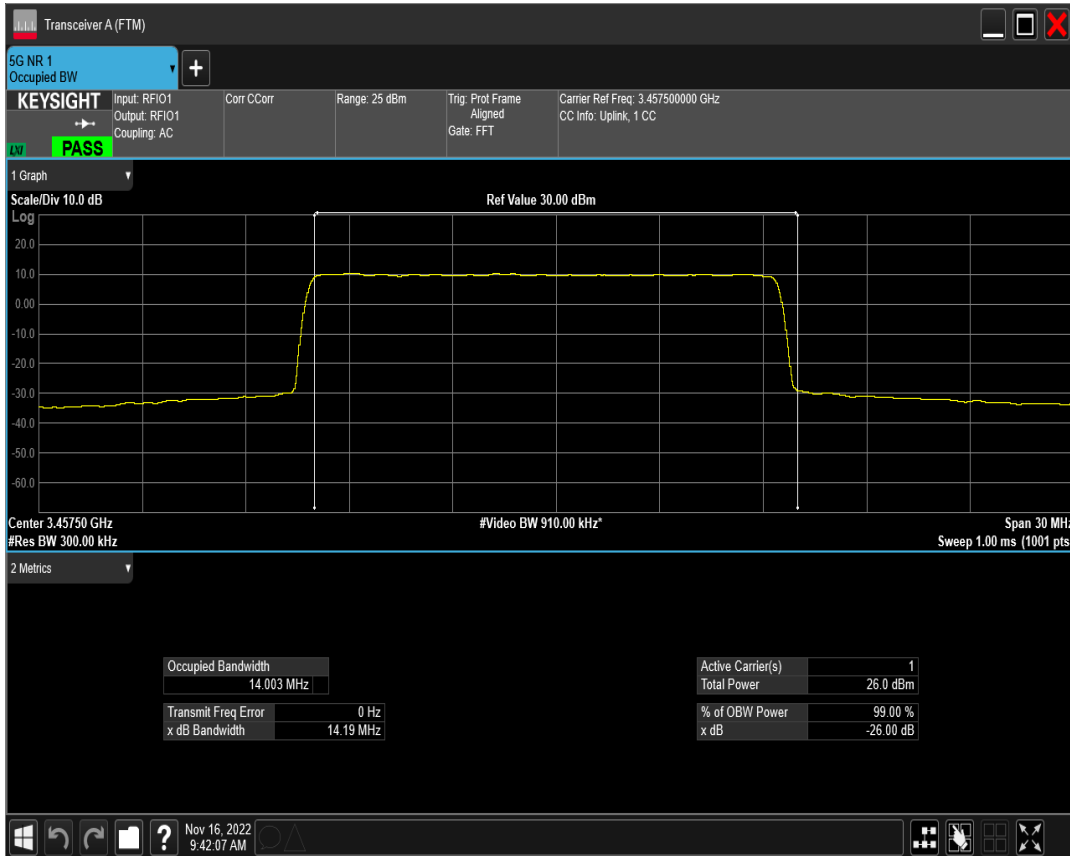 Transceiver A (FTM)
5G NR 1
Occupied BW
+
KEYSIGHT
LXI
PASS
Input: RFIO1
Output: RFIO1
Coupling: AC
Corr CCorr
Range: 25 dBm
Trig: Prot Frame
Aligned
Gate: FFT
Carrier Ref Freq: 3.457500000 GHz
CC Info: Uplink, 1 CC
1 Graph
Scale/Div 10.0 dB
Ref Value 30.00 dBm
Log
20.0
10.0
0.00
-10.0
-20.0
-30.0
-40.0
-50.0
-60.0
Center 3.45750 GHz
#Video BW 910.00 kHz*
Span 30 MHz
#Res BW 300.00 kHz
Sweep 1.00 ms (1001 pts
2 Metrics
Occupied Bandwidth
14.003 MHz
Transmit Freq Error 0 Hz
x dB Bandwidth 14.19 MHz
Active Carrier(s) 1
Total Power 26.0 dBm
% of OBW Power 99.00 %
x dB -26.00 dB
?
Nov 16, 2022
9:42:07 AM